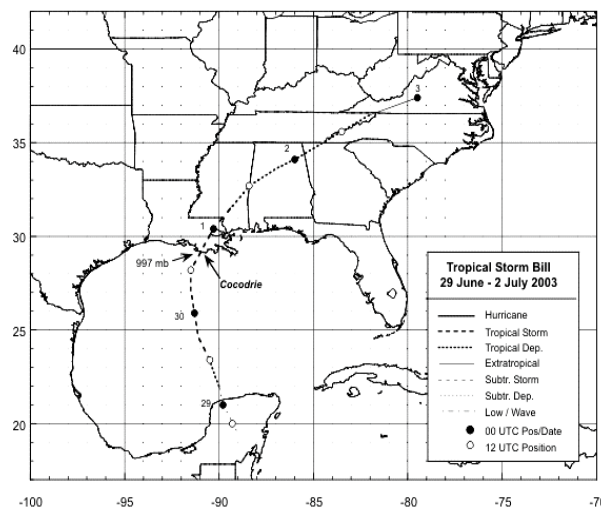 40
35
30
25
20
-100
-95
-90
-85
-80
-75
-70
3
2
1
997 mb
Cocodrie
30
29
Tropical Storm Bill
29 June - 2 July 2003
Hurricane
Tropical Storm
Tropical Dep.
Extratropical
Subtr. Storm
Subtr. Dep.
Low / Wave
00 UTC Pos/Date
12 UTC Position